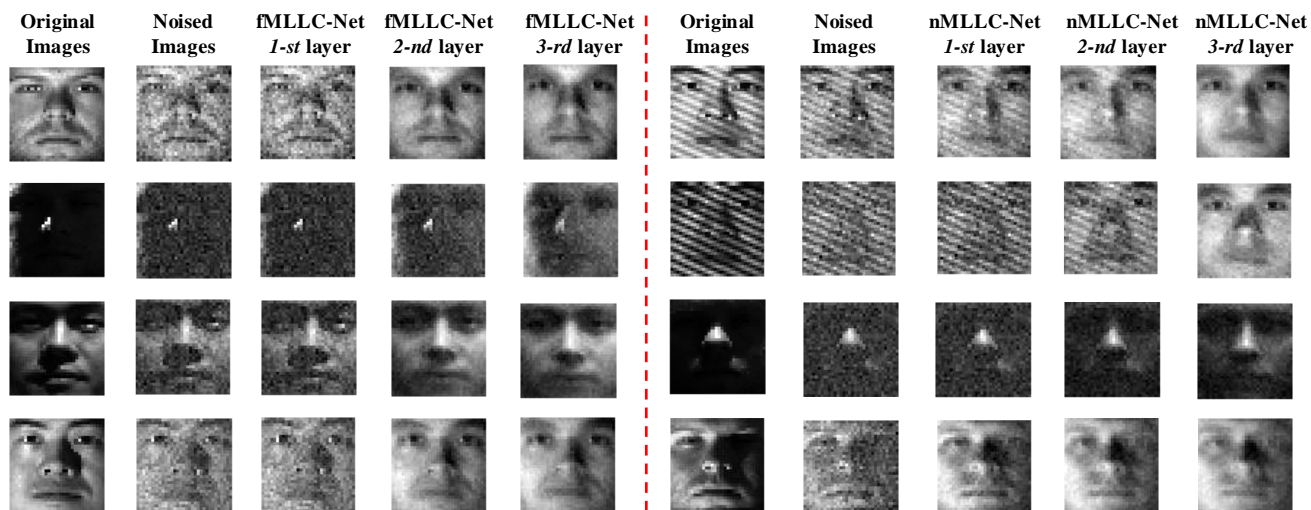 Original Noised fMLLC-Net fMLLC-Net fMLLC-Net Original Noised nMLLC-Net nMLLC-Net nMLLC-Net
Images Images 1-st layer 2-nd layer 3-rd layer Images Images 1-st layer 2-nd layer 3-rd layer